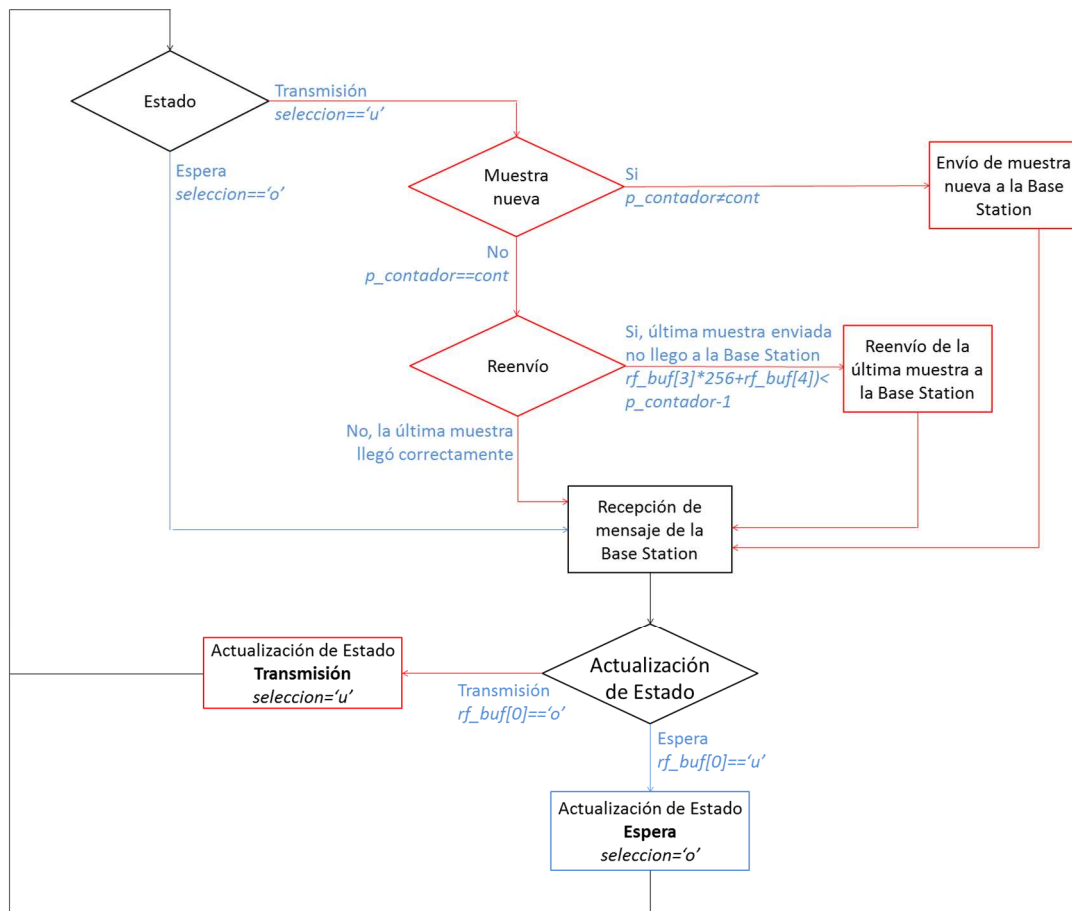 Estado
Transmisión
seleccion==‘u’
Espera
seleccion==‘o’
Muestra
nueva
Si
p_contador≠cont
Envío de muestra
nueva a la Base
Station
No
p_contador==cont
Reenvío
Si, última muestra enviada
no llego a la Base Station
rf_buf[3]*256+rf_buf[4])<
p_contador-1
Reenvío de la
última muestra a
la Base Station
No, la última muestra
llegó correctamente
Recepción de
mensaje de la
Base Station
Actualización
de Estado
Transmisión
rf_buf[0]==‘o’
Actualización de Estado
Transmisión
seleccion=‘u’
Espera
rf_buf[0]==‘u’
Actualización de Estado
Espera
seleccion=‘o’